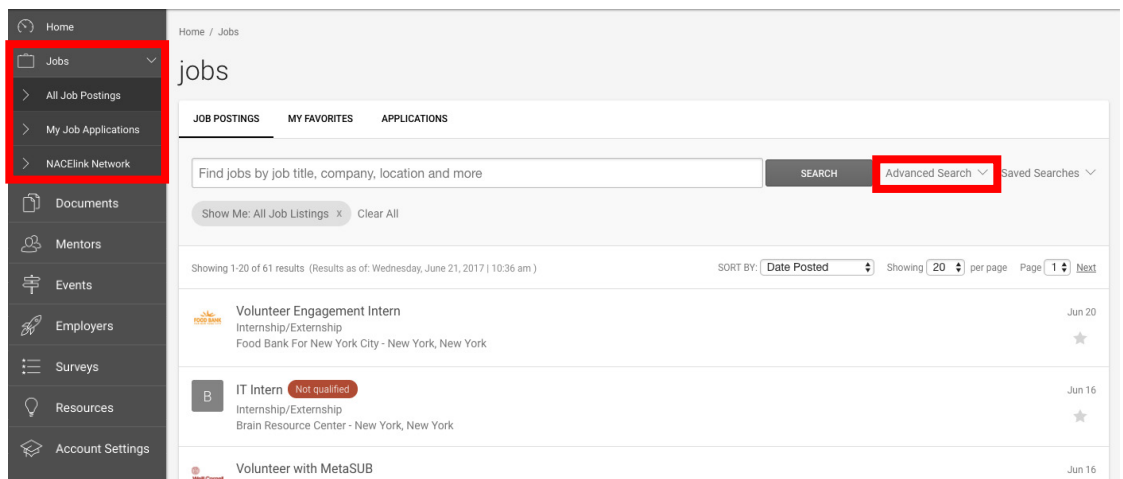 Home
Jobs
All Job Postings
My Job Applications
NACElink Network
Documents
Mentors
Events
Employers
Surveys
Resources
Account Settings
Home / Jobs
jobs
JOB POSTINGS MY FAVORITES APPLICATIONS
Find jobs by job title, company, location and more SEARCH Advanced Search Saved Searches
Show Me: All Job Listings x Clear All
Showing 1-20 of 61 results (Results as of: Wednesday, June 21, 2017 | 10:36 am ) SORT BY: Date Posted Showing 20 per page Page 1 Next
Volunteer Engagement Intern Jun 20
Internship/Externship
FOOD BANK
Food Bank For New York City - New York, New York
B IT Intern Not qualified Jun 16
Internship/Externship
Brain Resource Center - New York, New York
Volunteer with MetaSUB Jun 16